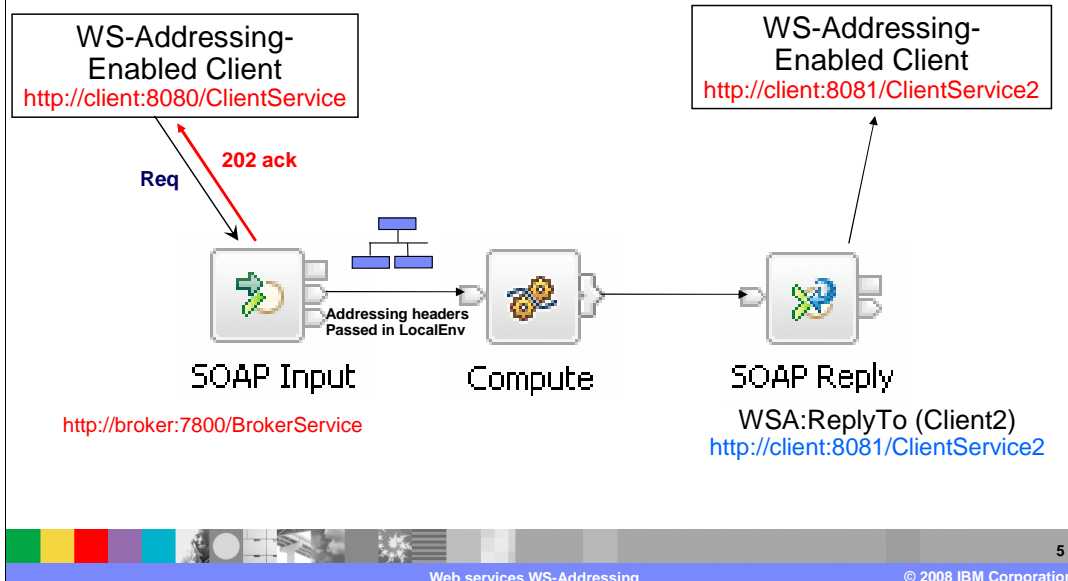 WS-Addressing-
Enabled Client
http://client:8080/ClientService
WS-Addressing-
Enabled Client
http://client:8081/ClientService2
202 ack
Req
Addressing headers
Passed in LocalEnv
SOAP Input
Compute
SOAP Reply
http://broker:7800/BrokerService
WSA:ReplyTo (Client2)
http://client:8081/ClientService2
5
Web services WS-Addressing
© 2008 IBM Corporation